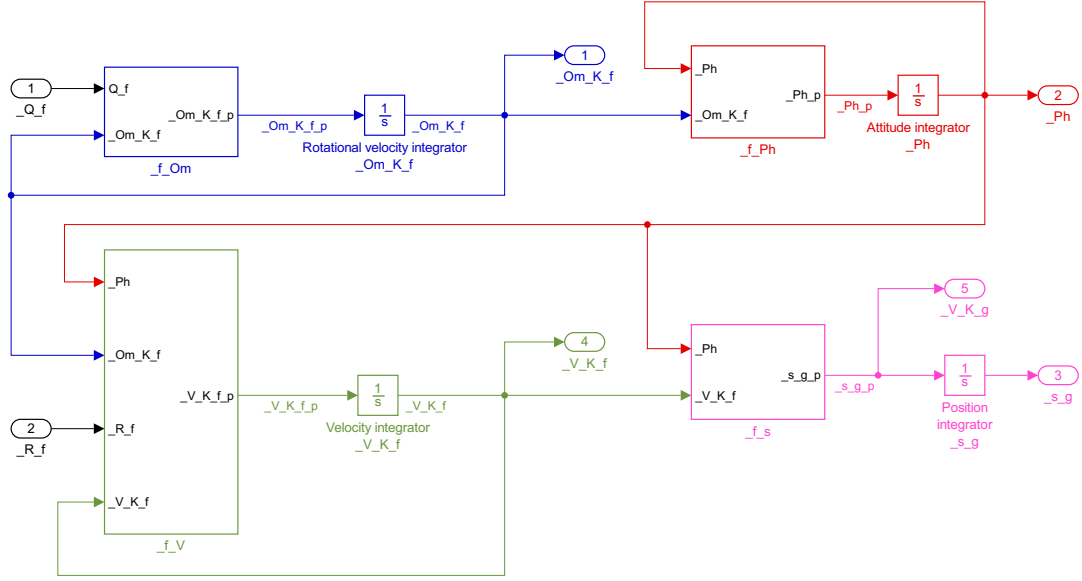 1
_Q_f
Q_f
_Om_K_f
_Om_K_f_p
_f_Om
_Om_K_f_p
1
s
Rotational velocity integrator
_Om_K_f
_Om_K_f
1
_Om_K_f
_Ph
_Om_K_f
_Ph_p
_f_Ph
_Ph_p
1
s
Attitude integrator
_Ph
2
_Ph
_Ph
_Om_K_f
2
_R_f
_R_f
_V_K_f
_V_K_f_p
_f_V
_V_K_f_p
1
s
Velocity integrator
_V_K_f
_V_K_f
4
_V_K_f
_Ph
_V_K_f
_s_g_p
_f_s
_s_g_p
5
_V_K_g
1
s
Position
integrator
_s_g
3
_s_g